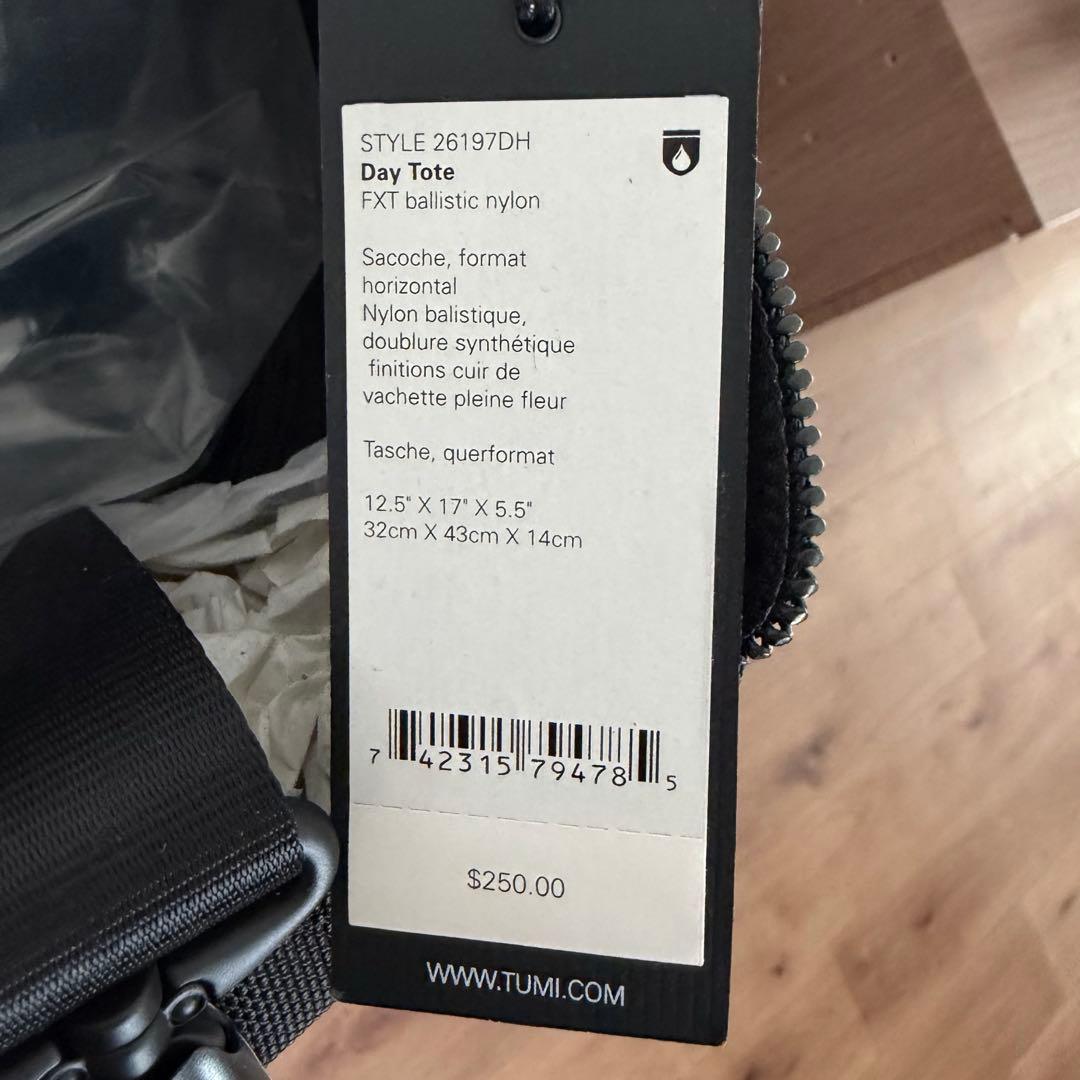 STYLE 26197DH
Day Tote
FXT ballistic nylon
Sacoche, format
horizontal
Nylon balistique,
doublure synthétique
finitions cuir de
vachette pleine fleur
Tasche, querformat
12.5" X 17" X 5.5"
32cm X 43cm X 14cm
7 42315 79478 5
$250.00
WWW.TUMI.COM